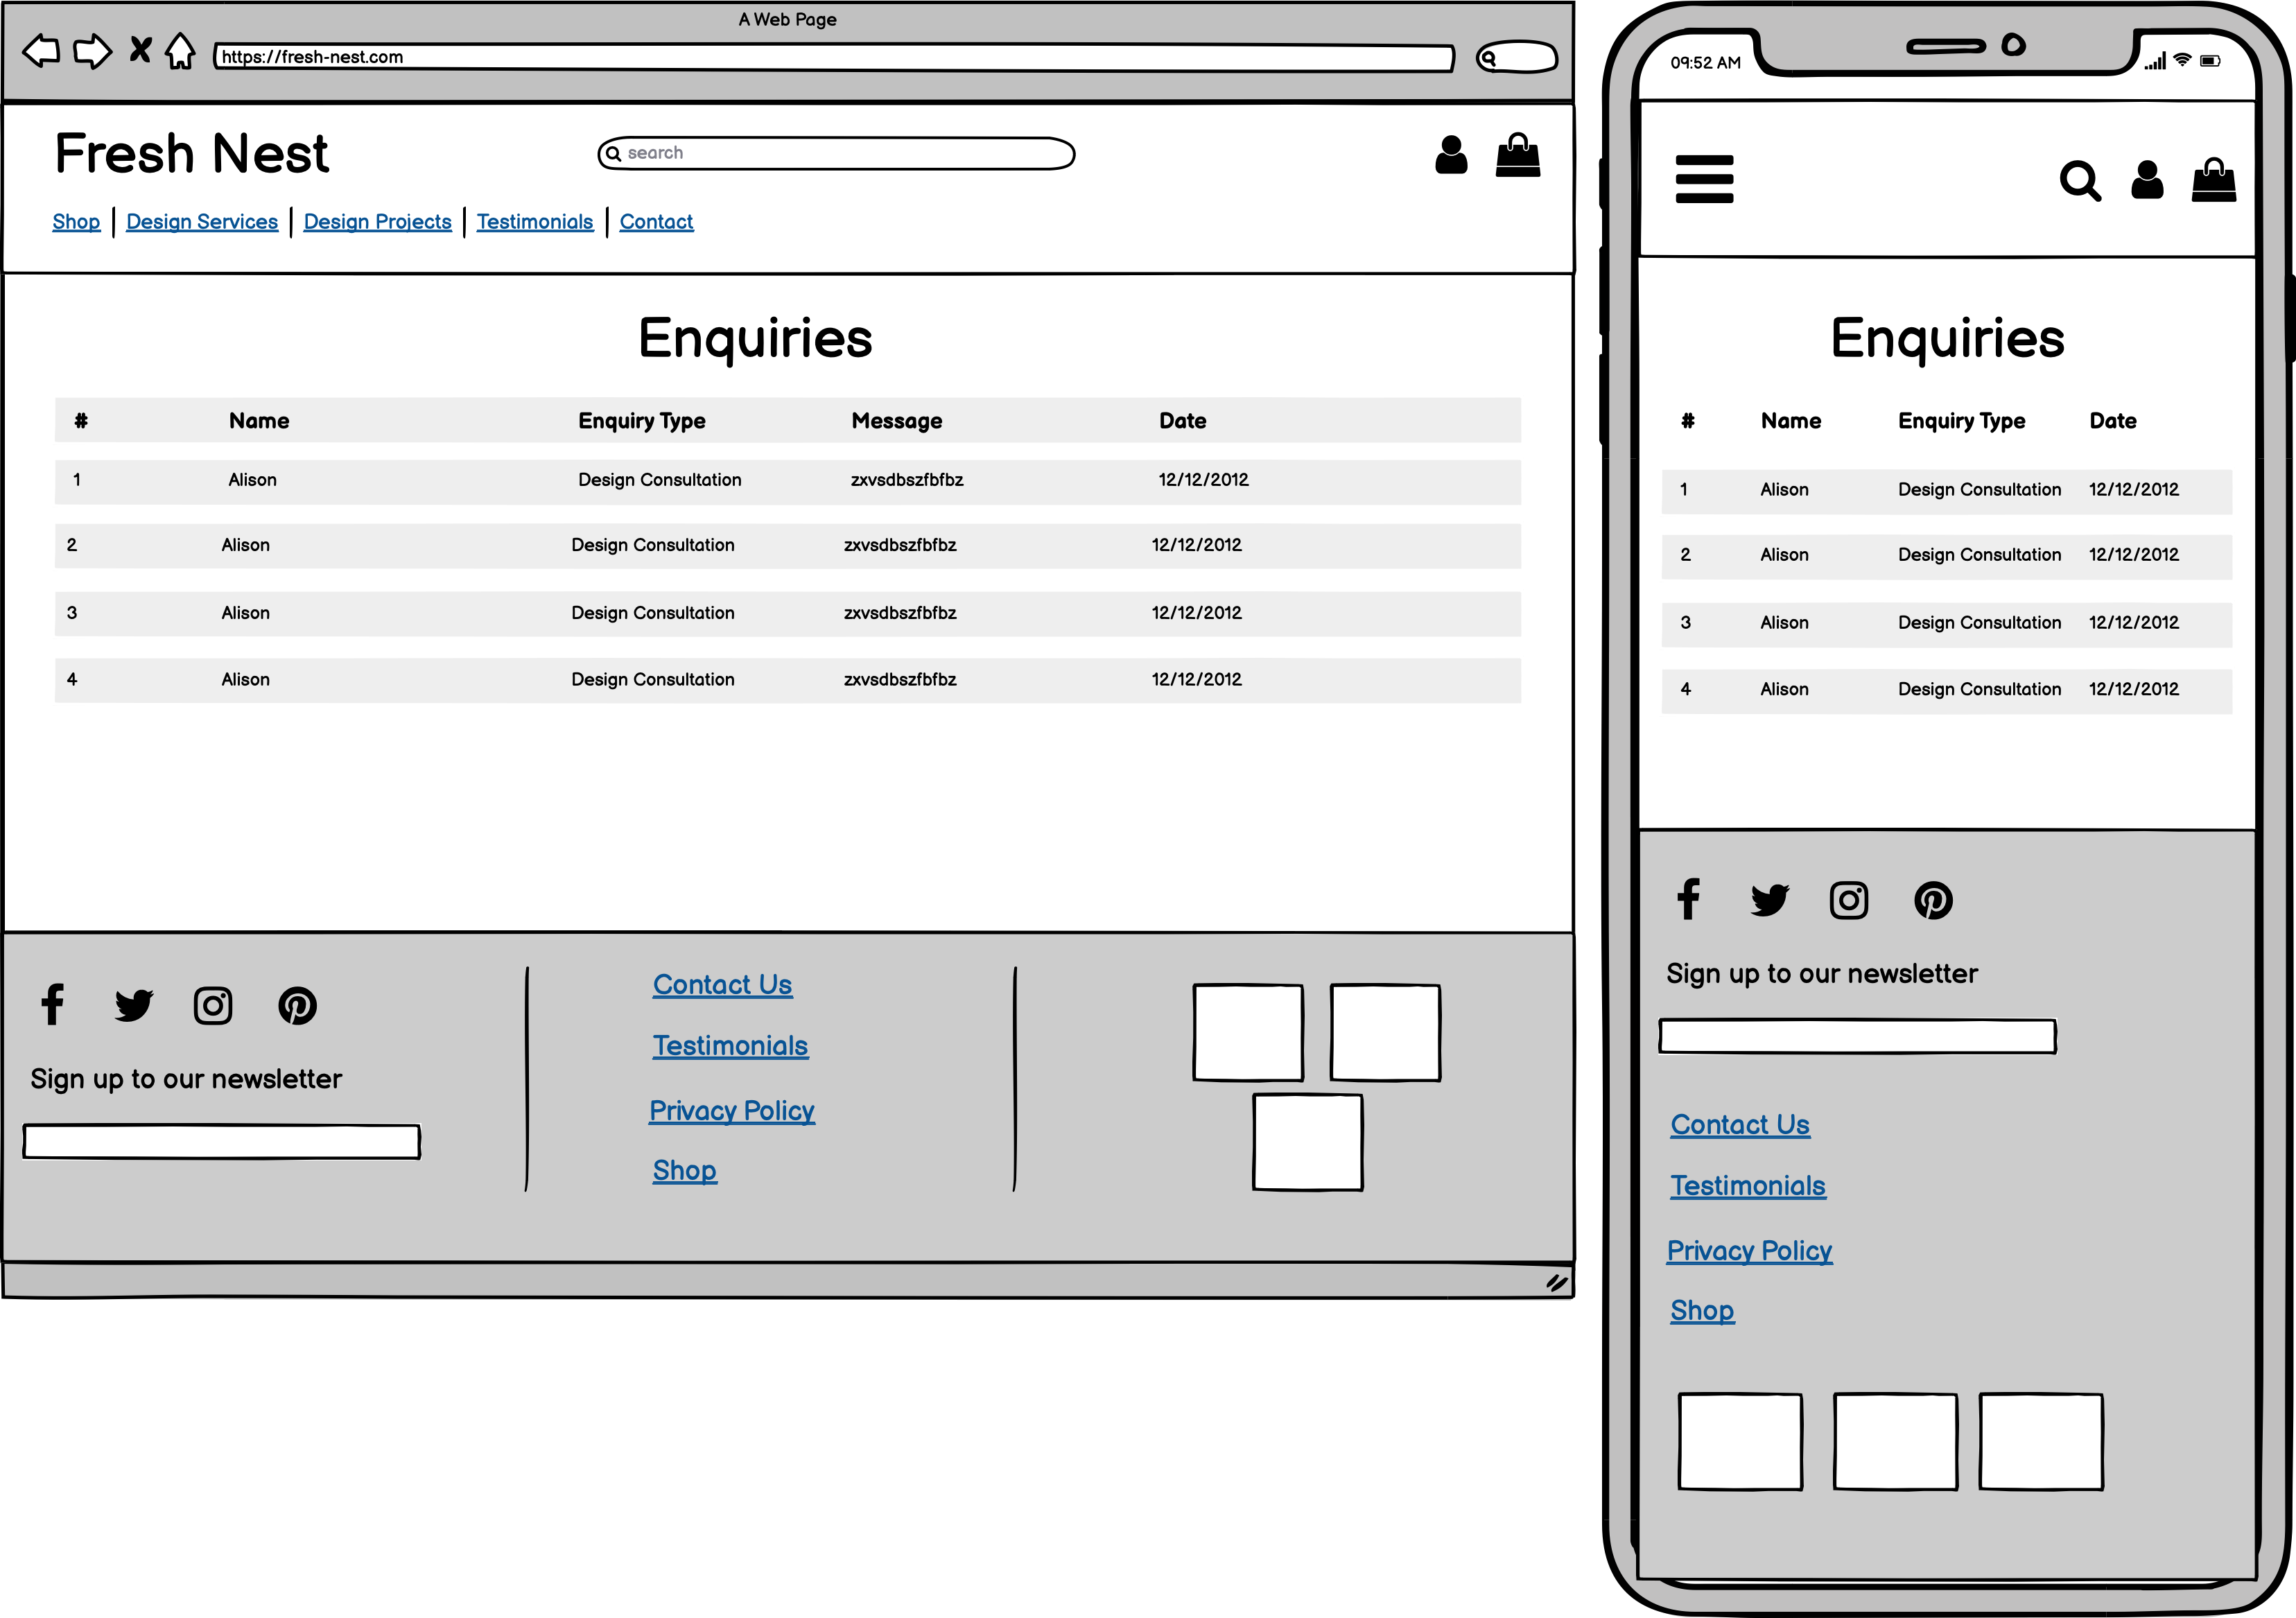 A Web Page
https://fresh-nest.com
Fresh Nest
search
Shop Design Services Design Projects Testimonials Contact
Enquiries
# Name Enquiry Type Message Date
1 Alison Design Consultation zxvsdbszfbfbz 12/12/2012
2 Alison Design Consultation zxvsdbszfbfbz 12/12/2012
3 Alison Design Consultation zxvsdbszfbfbz 12/12/2012
4 Alison Design Consultation zxvsdbszfbfbz 12/12/2012
Sign up to our newsletter
Contact Us
Testimonials
Privacy Policy
Shop
09:52 AM
Enquiries
# Name Enquiry Type Date
1 Alison Design Consultation 12/12/2012
2 Alison Design Consultation 12/12/2012
3 Alison Design Consultation 12/12/2012
4 Alison Design Consultation 12/12/2012
Sign up to our newsletter
Contact Us
Testimonials
Privacy Policy
Shop